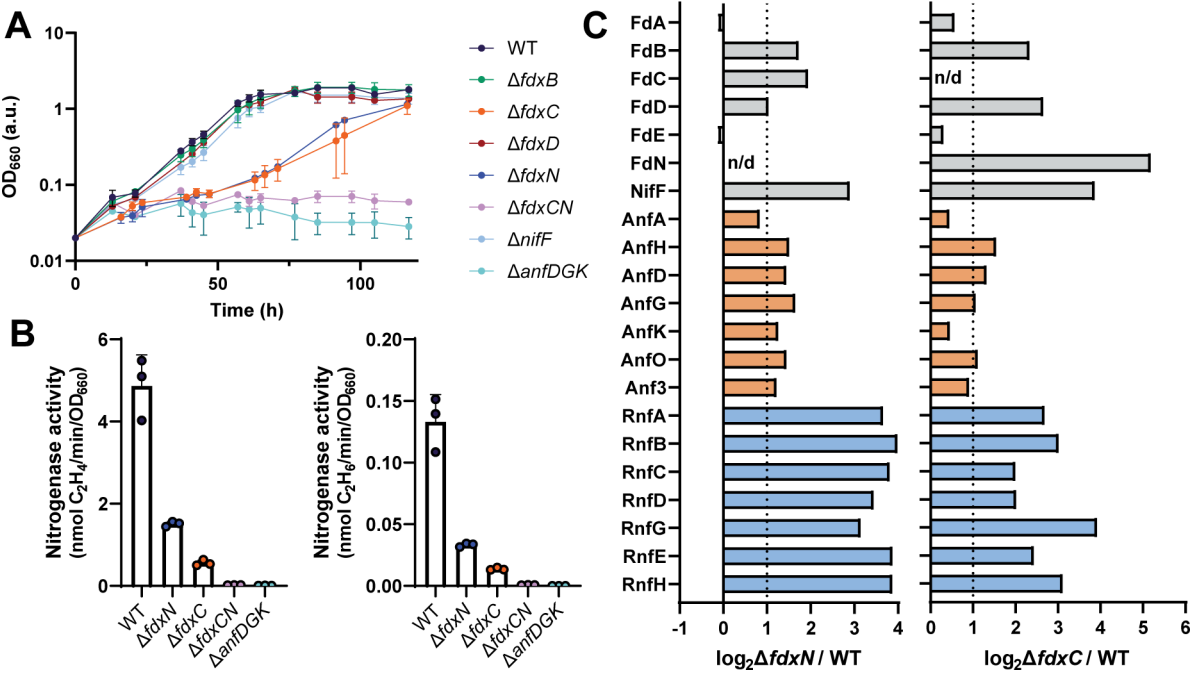 A
OD660 (a.u.)
10
1
0.1
0.01
0
50
100
Time (h)
WT
ΔfdxB
ΔfdxC
ΔfdxD
ΔfdxN
ΔfdxCN
ΔnifF
ΔanfDGK
B
Nitrogenase activity
(nmol C2H4/min/OD660)
6
4
2
0
WT
ΔfdxN
ΔfdxC
ΔfdxCN
ΔanfDGK
Nitrogenase activity
(nmol C2H6/min/OD660)
0.20
0.15
0.10
0.05
0.00
WT
ΔfdxN
ΔfdxC
ΔfdxCN
ΔanfDGK
C
FdA
FdB
FdC
FdD
FdE
FdN
NifF
AnfA
AnfH
AnfD
AnfG
AnfK
AnfO
Anf3
RnfA
RnfB
RnfC
RnfD
RnfG
RnfE
RnfH
n/d
-1
0
1
2
3
4
log2ΔfdxN / WT
n/d
0
1
2
3
4
5
6
log2ΔfdxC / WT